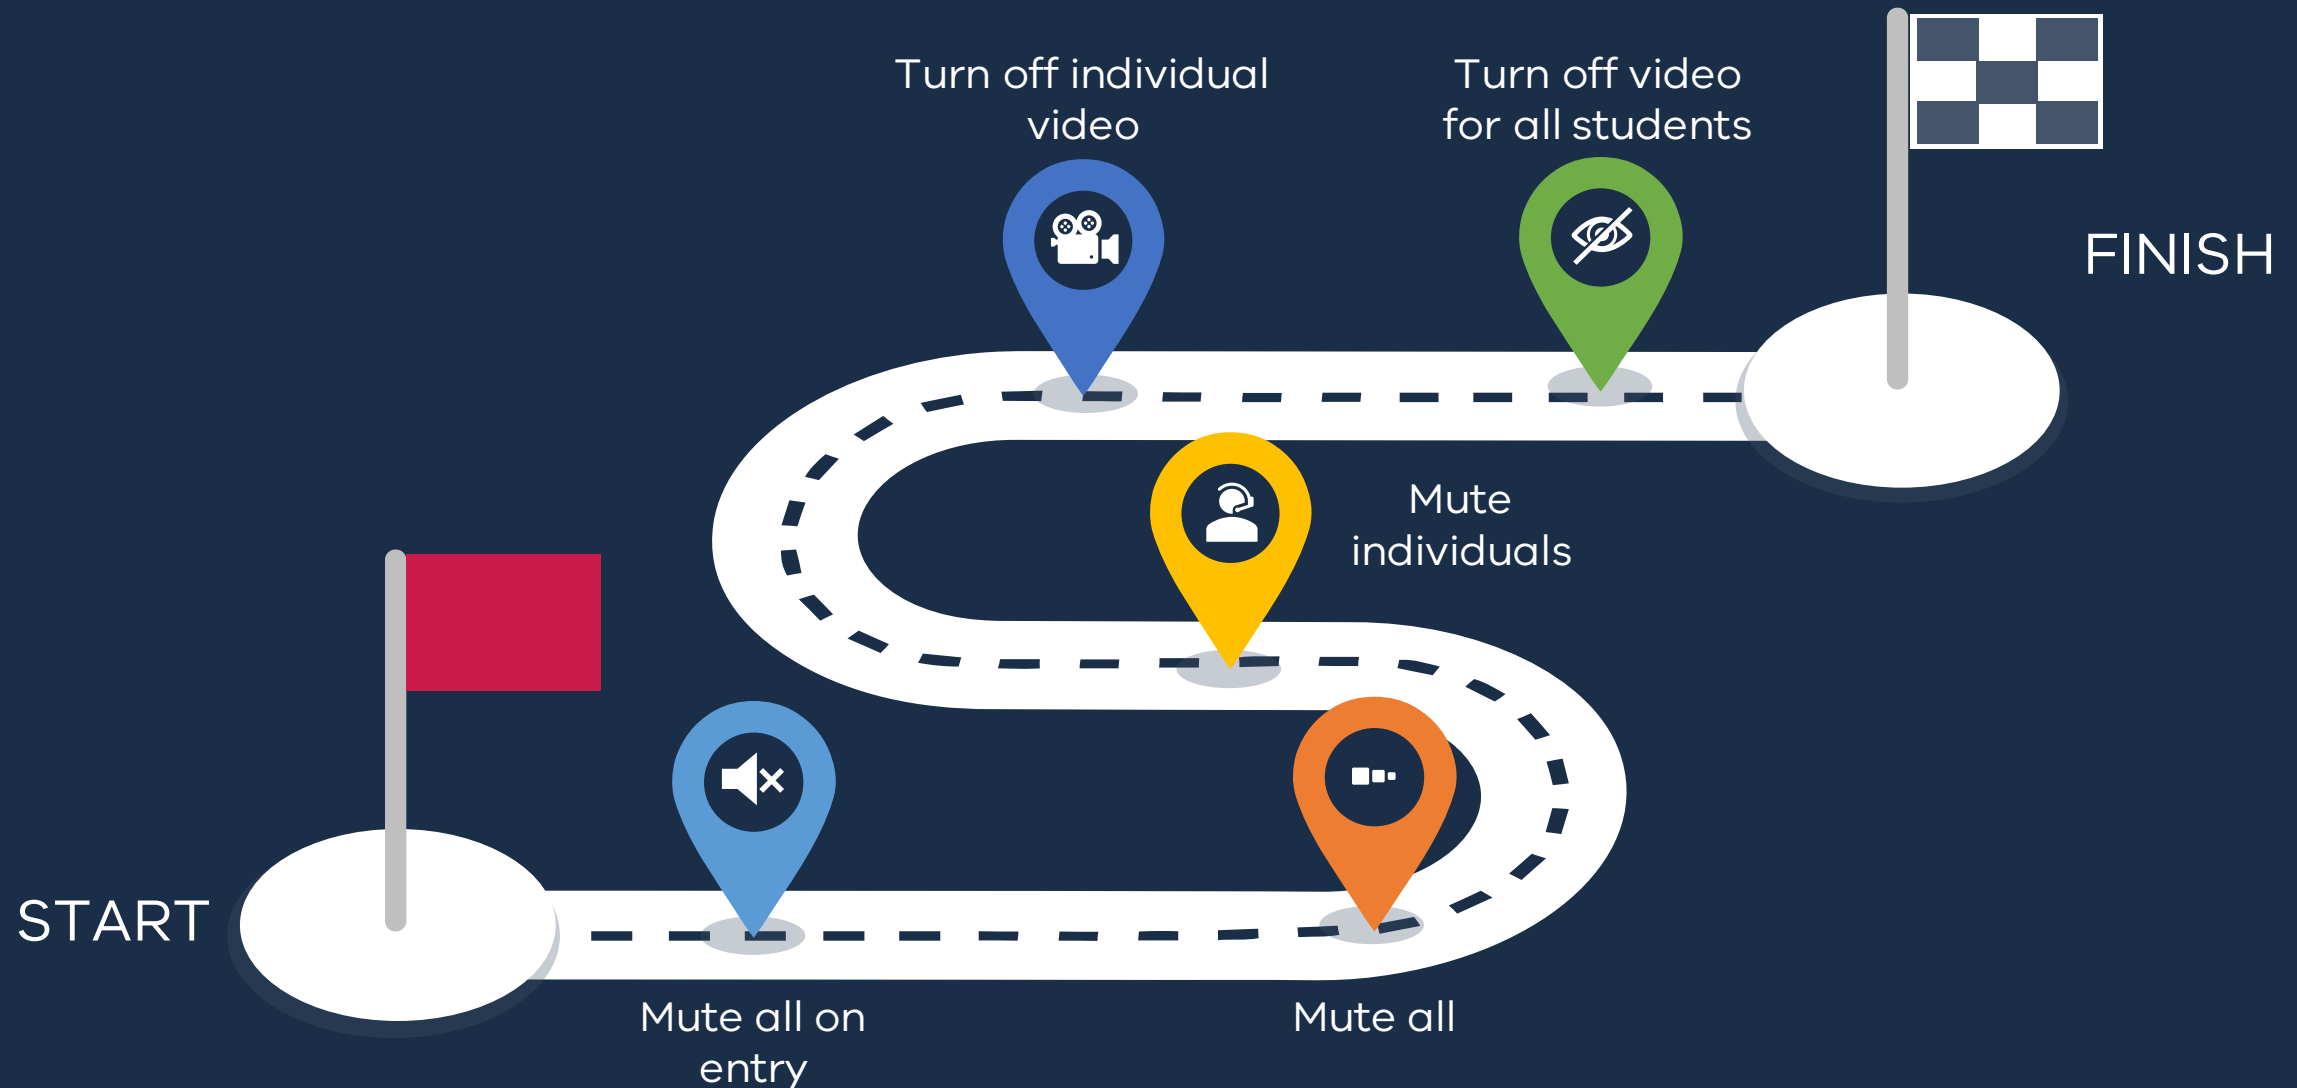 Turn off individual
video
Turn off video
for all students
FINISH
Mute
individuals
START
Mute all on
entry
Mute all